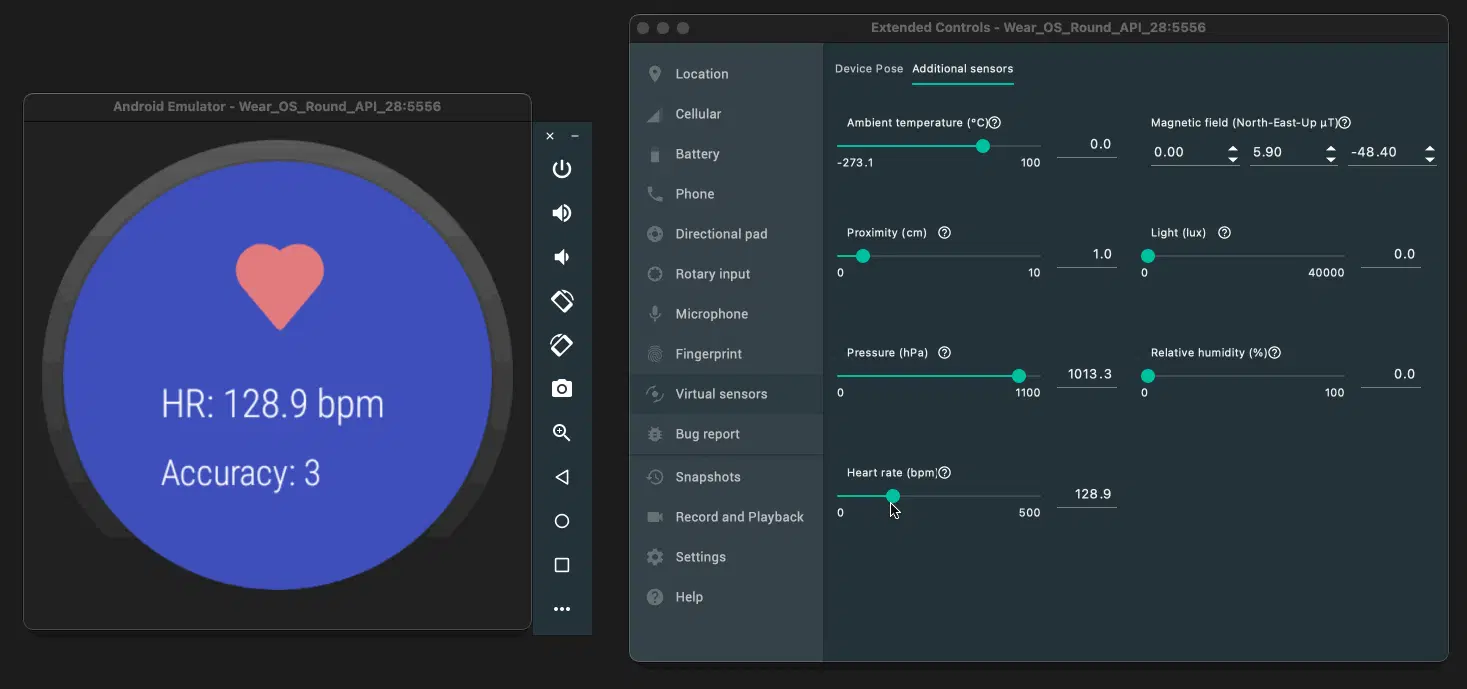 Android Emulator - Wear_OS_Round_API_28:5556
HR: 128.9 bpm
Accuracy: 3
Extended Controls - Wear_OS_Round_API_28:5556
Location
Cellular
Battery
Phone
Directional pad
Rotary input
Microphone
Fingerprint
Virtual sensors
Bug report
Snapshots
Record and Playback
Settings
Help
Device Pose Additional sensors
Ambient temperature (°C)
0.0
-273.1 100
Magnetic field (North-East-Up µT)
0.00 5.90 -48.40
Proximity (cm)
1.0
0 10
Light (lux)
0.0
0 40000
Pressure (hPa)
1013.3
0 1100
Relative humidity (%)
0.0
0 100
Heart rate (bpm)
128.9
0 500